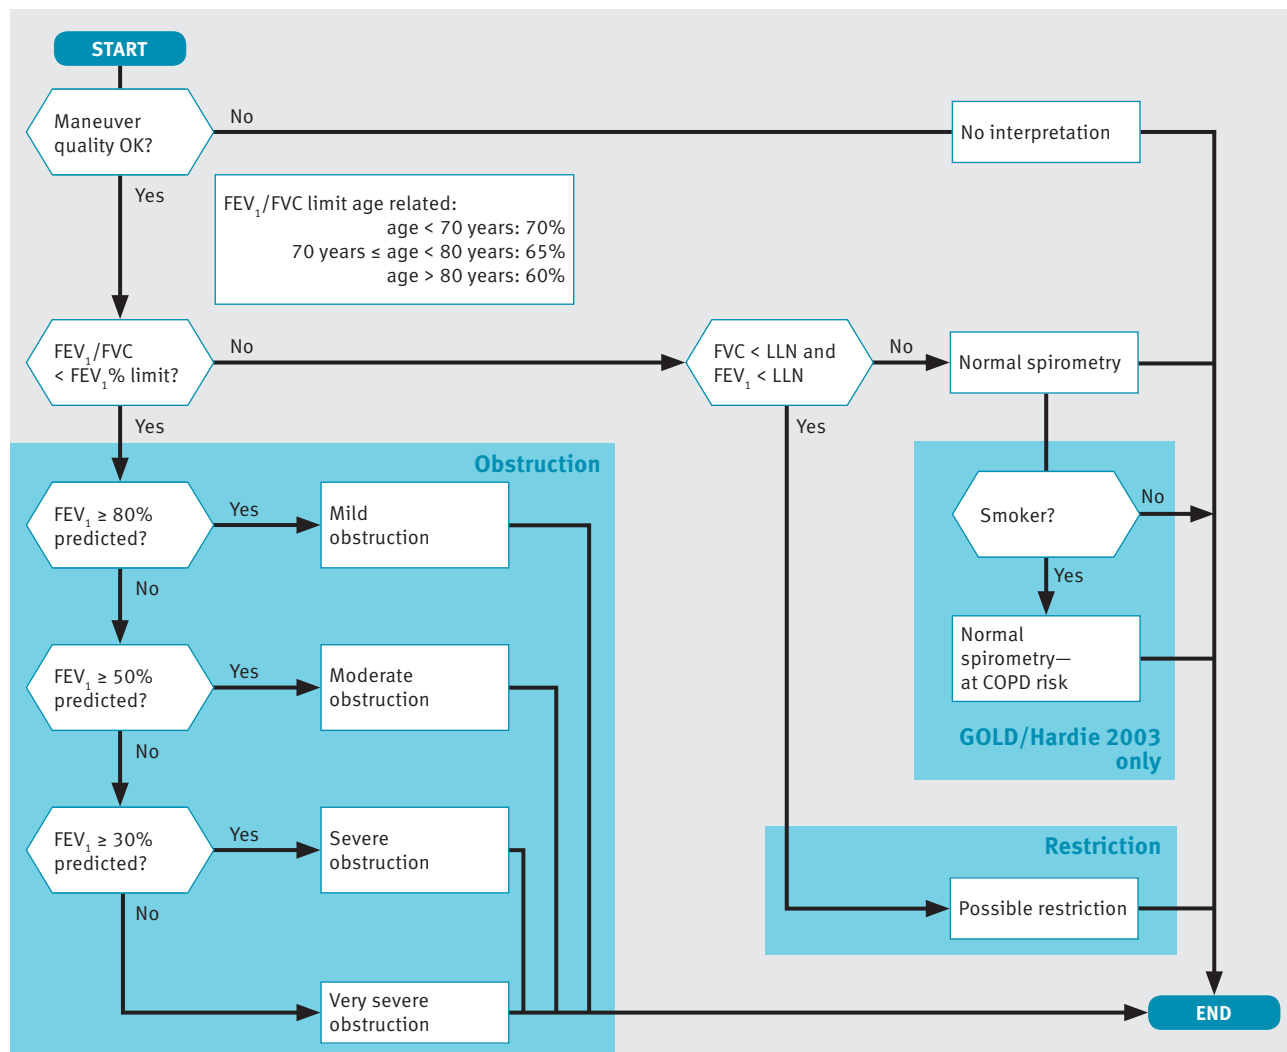 START
Maneuver
quality OK?
No
No interpretation
Yes
FEV₁/FVC limit age related:
age < 70 years: 70%
70 years ≤ age < 80 years: 65%
age > 80 years: 60%
FEV₁/FVC
< FEV₁% limit?
No
FVC < LLN and
FEV₁ < LLN
No
Normal spirometry
Yes
Yes
Obstruction
FEV₁ ≥ 80%
predicted?
Yes
Mild
obstruction
Smoker?
No
No
Yes
FEV₁ ≥ 50%
predicted?
Yes
Moderate
obstruction
Normal
spirometry—
at COPD risk
GOLD/Hardie 2003
only
No
FEV₁ ≥ 30%
predicted?
Yes
Severe
obstruction
Restriction
Possible restriction
No
Very severe
obstruction
END